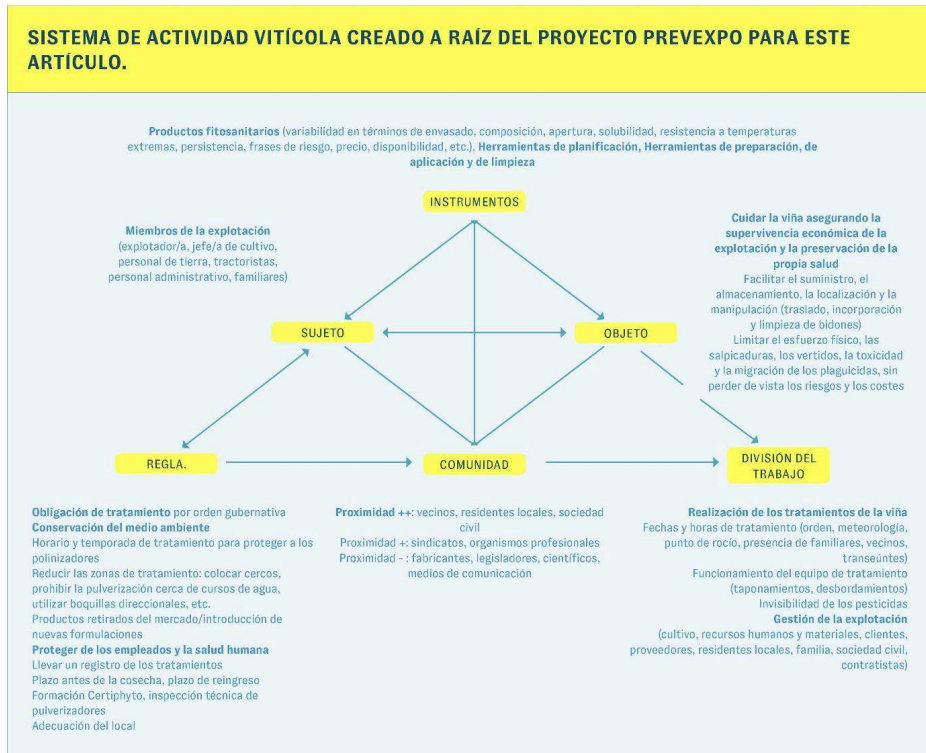 SISTEMA DE ACTIVIDAD VITÍCOLA CREADO A RAÍZ DEL PROYECTO PREVEXPO PARA ESTE
ARTÍCULO.
Productos fitosanitarios (variabilidad en términos de envasado, composición, apertura, solubilidad, resistencia a temperaturas
extremas, persistencia, frases de riesgo, precio, disponibilidad, etc.), Herramientas de planificación, Herramientas de preparación, de
aplicación y de limpieza
INSTRUMENTOS
Miembros de la explotación
(explotador/a, jefe/a de cultivo,
personal de tierra, tractoristas,
personal administrativo, familiares)
Cuidar la viña asegurando la
supervivencia económica de la
explotación y la preservación de la
propia salud
Facilitar el suministro, el
almacenamiento, la localización y la
manipulación (traslado, incorporación
y limpieza de bidones)
Limitar el esfuerzo físico, las
salpicaduras, los vertidos, la toxicidad
y la migración de los plaguicidas, sin
perder de vista los riesgos y los costes
SUJETO
OBJETO
REGLA.
COMUNIDAD
DIVISIÓN DEL
TRABAJO
Obligación de tratamiento por orden gubernativa
Conservación del medio ambiente
Horario y temporada de tratamiento para proteger a los
polinizadores
Reducir las zonas de tratamiento: colocar cercos,
prohibir la pulverización cerca de cursos de agua,
utilizar boquillas direccionales, etc.
Productos retirados del mercado/introducción de
nuevas formulaciones
Proteger de los empleados y la salud humana
Llevar un registro de los tratamientos
Plazo antes de la cosecha, plazo de reingreso
Formación Certiphyto, inspección técnica de
pulverizadores
Adecuación del local
Proximidad ++: vecinos, residentes locales, sociedad
civil
Proximidad +: sindicatos, organismos profesionales
Proximidad - : fabricantes, legisladores, científicos,
medios de comunicación
Realización de los tratamientos de la viña
Fechas y horas de tratamiento (orden, meteorología,
punto de rocío, presencia de familiares, vecinos,
transeúntes)
Funcionamiento del equipo de tratamiento
(taponamientos, desbordamientos)
Invisibilidad de los pesticidas
Gestión de la explotación
(cultivo, recursos humanos y materiales, clientes,
proveedores, residentes locales, familia, sociedad civil,
contratistas)